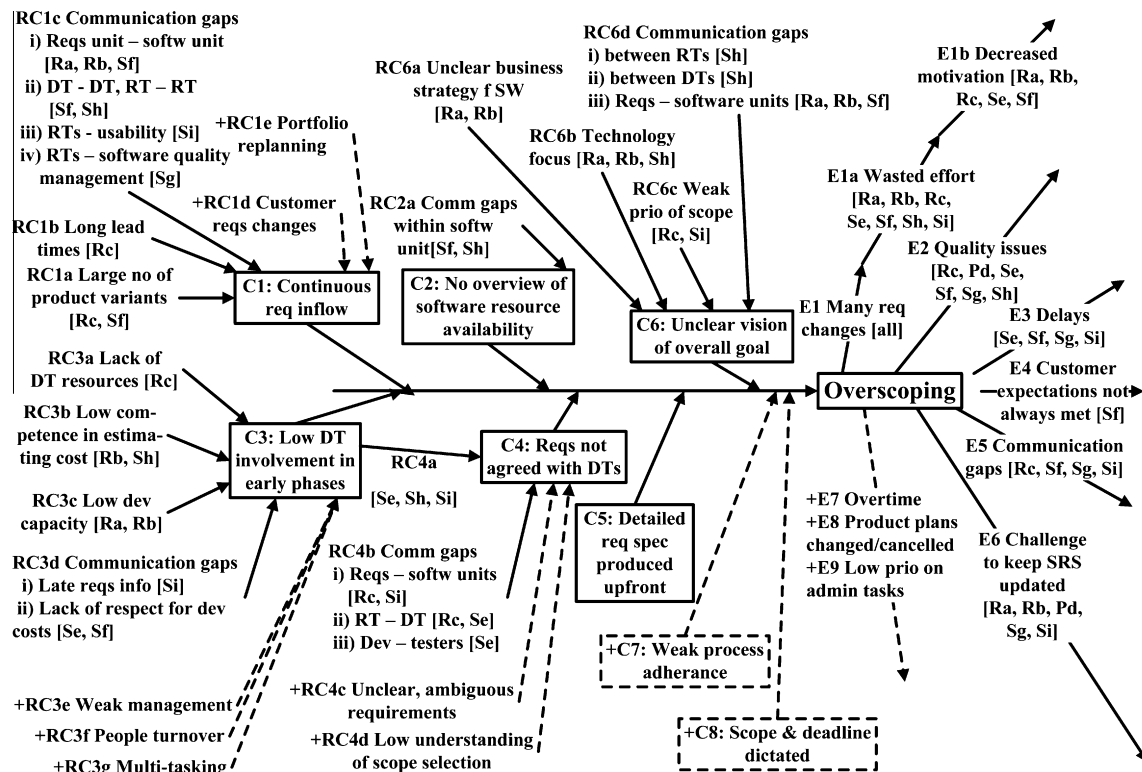 RC1c Communication gaps
i) Reqs unit – softw unit
[Ra, Rb, Sf]
ii) DT - DT, RT – RT
[Sf, Sh]
iii) RTs - usability [Si]
iv) RTs – software quality
management [Sg]
+RC1e Portfolio
replanning
+RC1d Customer
reqs changes
RC1b Long lead
times [Rc]
RC1a Large no of
product variants
[Rc, Sf]
C1: Continuous
req inflow
RC2a Comm gaps
within softw
unit[Sf, Sh]
C2: No overview of
software resource
availability
RC6a Unclear business
strategy f SW
[Ra, Rb]
RC6d Communication gaps
i) between RTs [Sh]
ii) between DTs [Sh]
iii) Reqs – software units [Ra, Rb, Sf]
RC6b Technology
focus [Ra, Rb, Sh]
RC6c Weak
prio of scope
[Rc, Si]
C6: Unclear vision
of overall goal
E1b Decreased
motivation [Ra, Rb,
Rc, Se, Sf]
E1a Wasted effort
[Ra, Rb, Rc,
Se, Sf, Sh, Si]
E1 Many req
changes [all]
E2 Quality issues
[Rc, Pd, Se,
Sf, Sg, Sh]
E3 Delays
[Se, Sf, Sg, Si]
E4 Customer
expectations not
always met [Sf]
Overscoping
E5 Communication
gaps [Rc, Sf, Sg, Si]
E6 Challenge
to keep SRS
updated
[Ra, Rb, Pd,
Sg, Si]
+E7 Overtime
+E8 Product plans
changed/cancelled
+E9 Low prio on
admin tasks
RC3a Lack of
DT resources [Rc]
RC3b Low com-
petence in estima-
ting cost [Rb, Sh]
RC3c Low dev
capacity [Ra, Rb]
RC3d Communication gaps
i) Late reqs info [Si]
ii) Lack of respect for dev
costs [Se, Sf]
C3: Low DT
involvement in
early phases
RC4a
[Se, Sh, Si]
C4: Reqs not
agreed with DTs
RC4b Comm gaps
i) Reqs – softw units
[Rc, Si]
ii) RT – DT [Rc, Se]
iii) Dev – testers [Se]
C5: Detailed
req spec
produced
upfront
+C7: Weak process
adherance
+C8: Scope & deadline
dictated
+RC4c Unclear, ambiguous
requirements
+RC4d Low understanding
of scope selection
+RC3e Weak management
+RC3f People turnover
+RC3g Multi-tasking